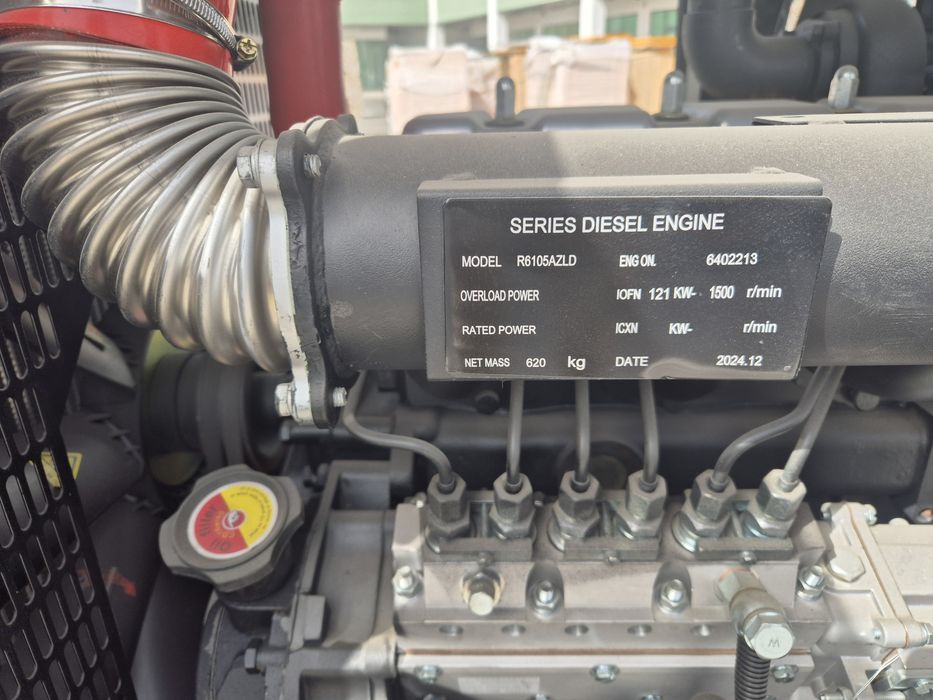 SERIES DIESEL ENGINE
MODEL R6105AZLD ENG ON. 6402213
OVERLOAD POWER IOFN 121 KW- 1500 r/min
RATED POWER ICXN KW- r/min
NET MASS 620 kg DATE 2024.12
OIL
W